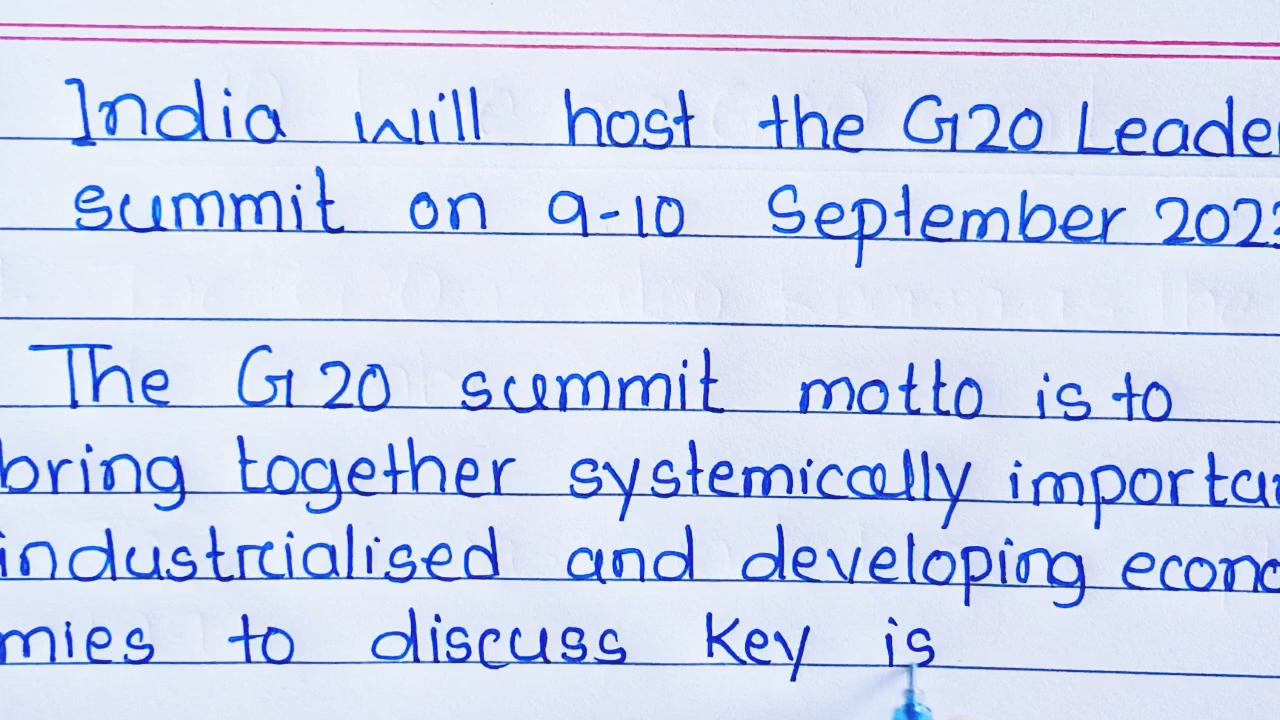 India will host the G20 Leade
summit on 9-10 September 202
The G20 summit motto is to
bring together systemically importa
industrialised and developing econo
mies to discuss key is